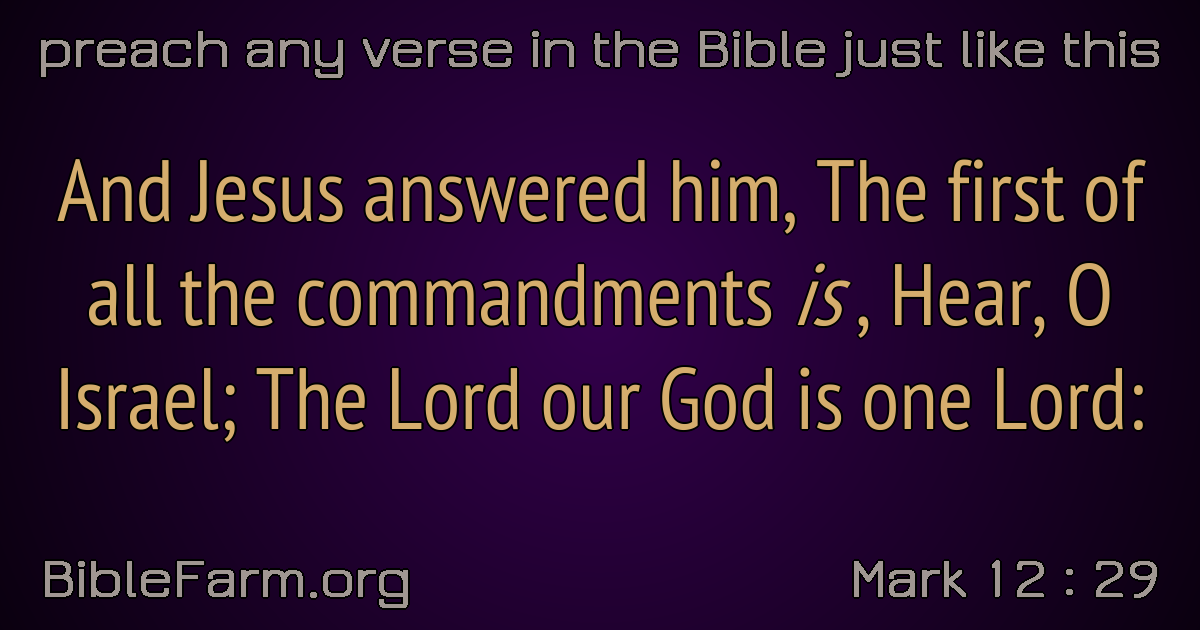 preach any verse in the Bible just like this
And Jesus answered him, The first of
all the commandments is, Hear, O
Israel; The Lord our God is one Lord:
BibleFarm.org
Mark 12 : 29